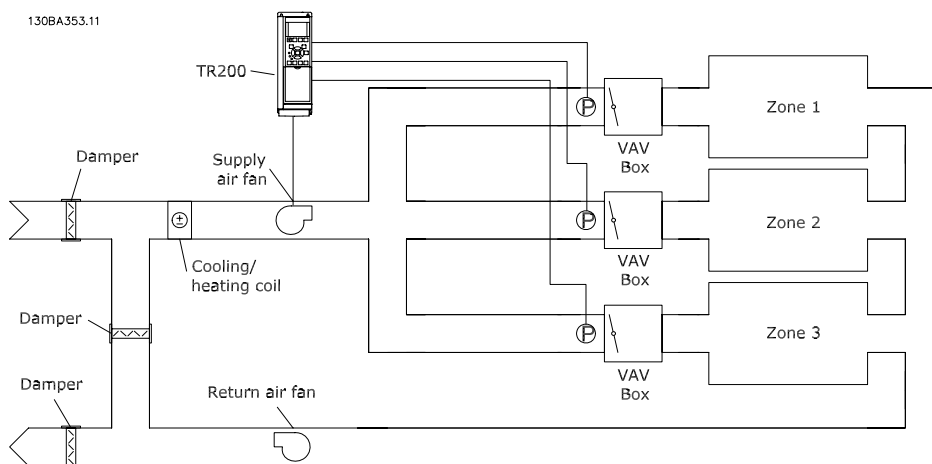 130BA353.11
TR200
Damper
Supply
air fan
Cooling/
heating coil
Damper
Damper
Return air fan
P
VAV
Box
Zone 1
P
VAV
Box
Zone 2
P
VAV
Box
Zone 3